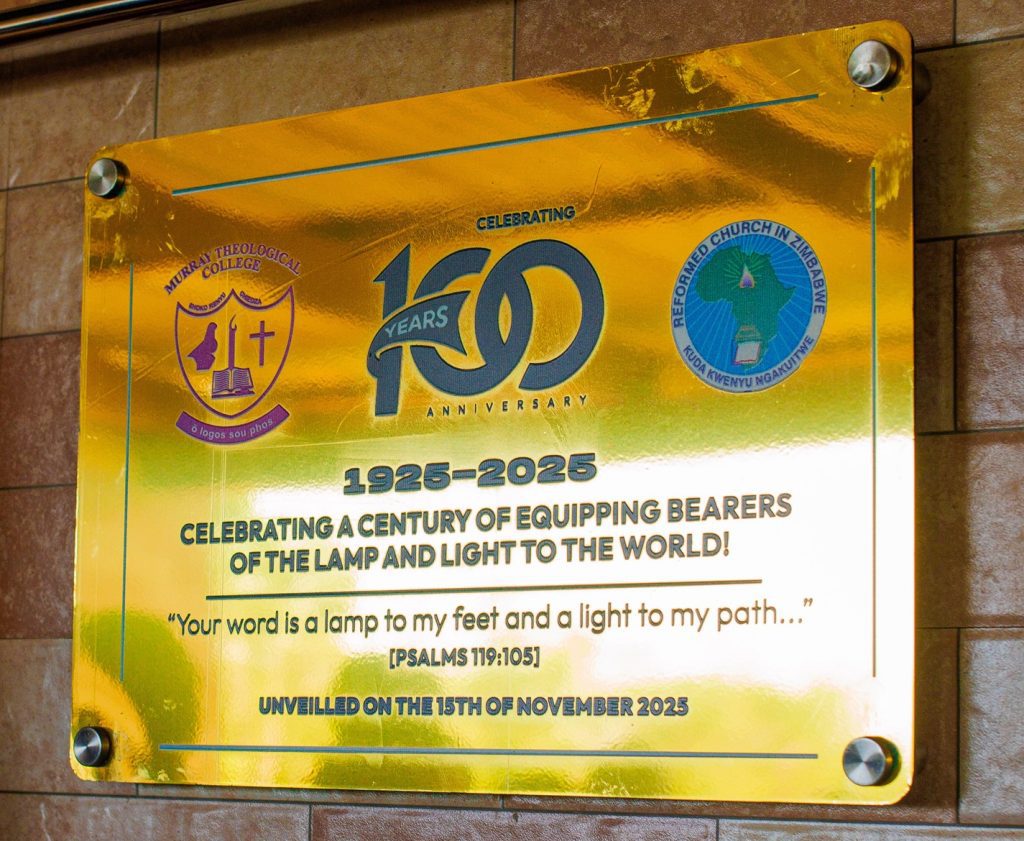 CELEBRATING
100
YEARS
ANNIVERSARY
MURRAY THEOLOGICAL
COLLEGE
ò logos sou phos
REFORMED CHURCH IN ZIMBABWE
KUDA KWENYU NGAKUITWE
1925-2025
CELEBRATING A CENTURY OF EQUIPPING BEARERS
OF THE LAMP AND LIGHT TO THE WORLD!
“Your word is a lamp to my feet and a light to my path...”
[PSALMS 119:105]
UNVEILLED ON THE 15TH OF NOVEMBER 2025